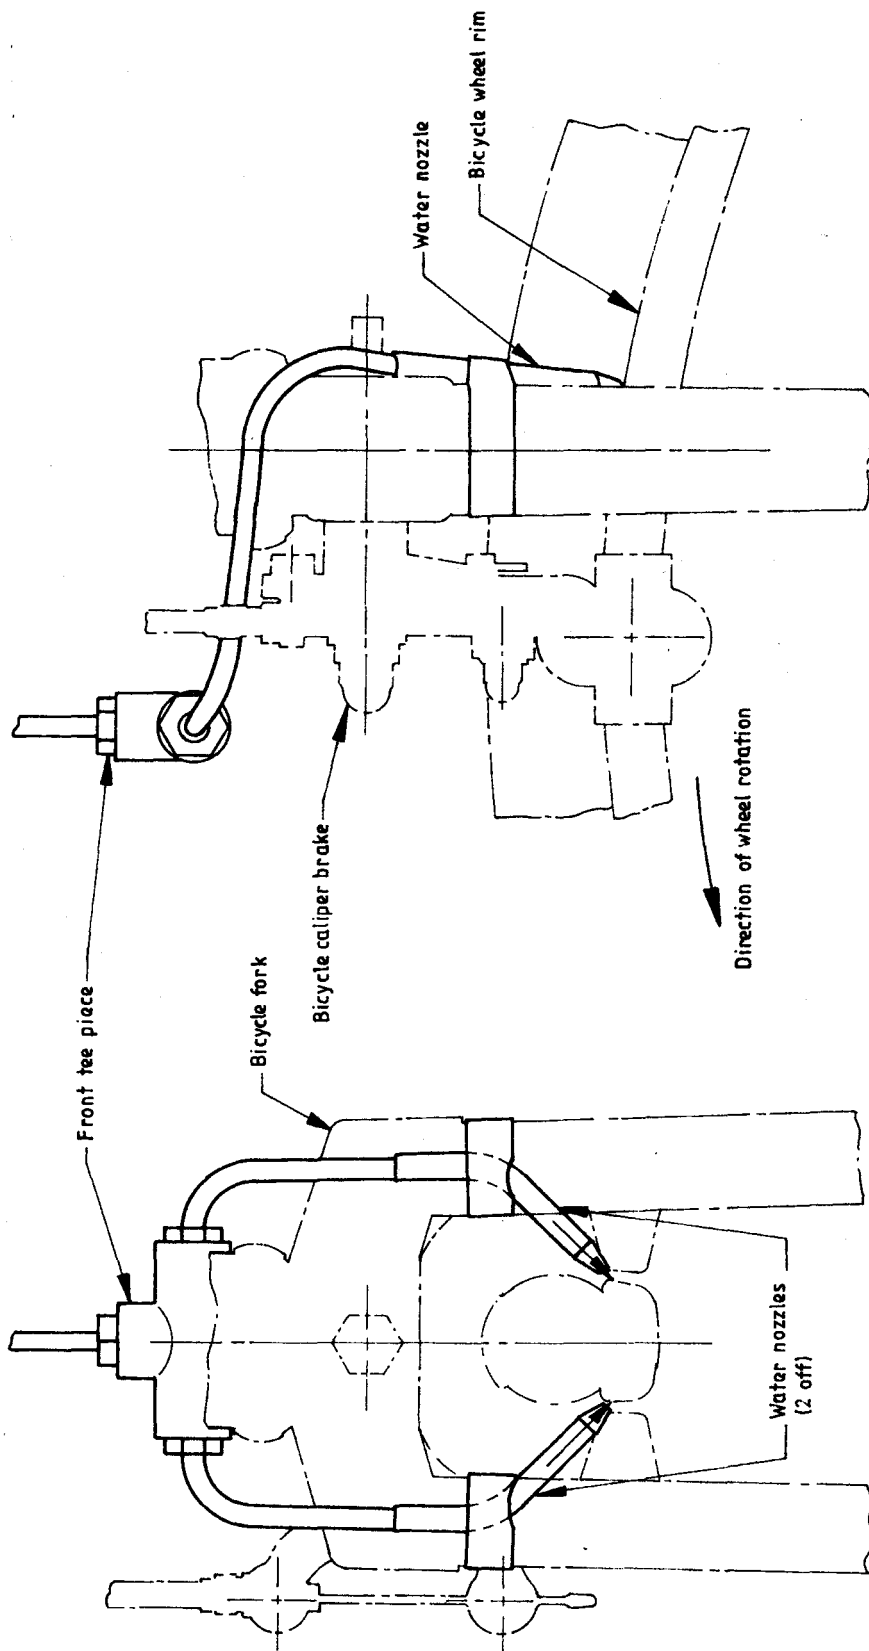 Front tee piece
Bicycle fork
Bicycle caliper brake
Water nozzle
Bicycle wheel rim
Water nozzles
(2 off)
Direction of wheel rotation